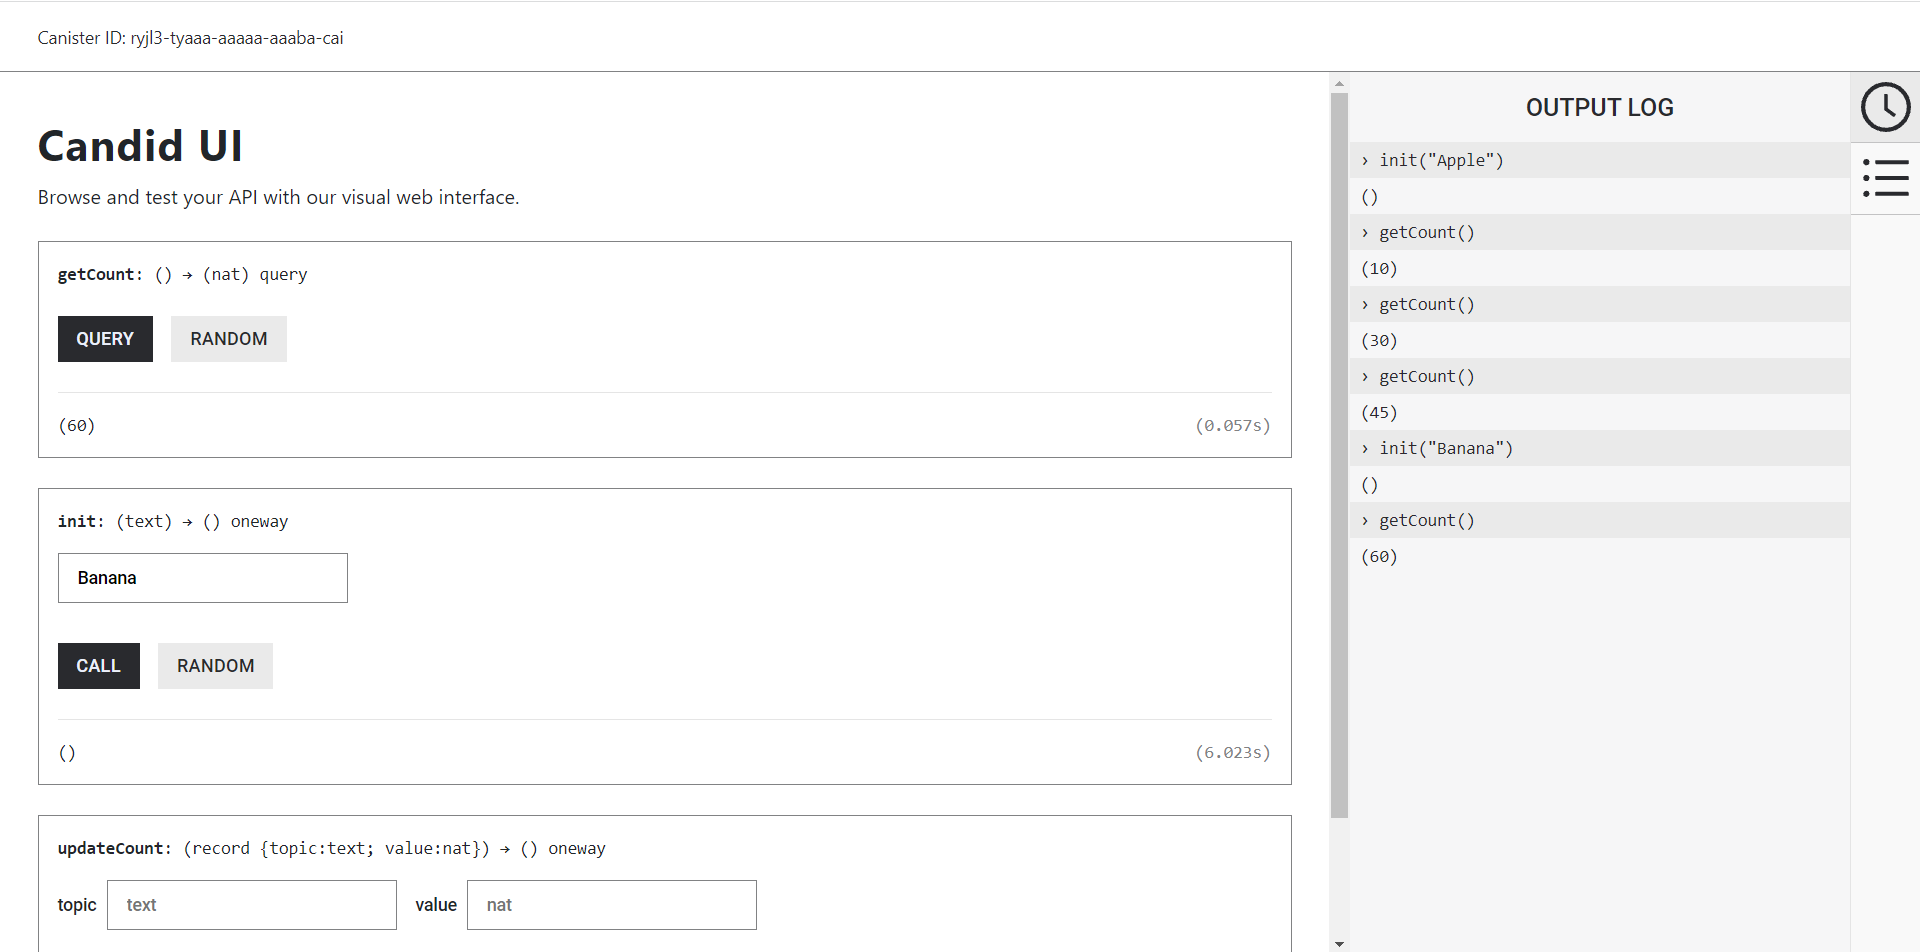 Canister ID: ryjl3-tyaaa-aaaaa-aaaba-cai
Candid UI
Browse and test your API with our visual web interface.
getCount: () → (nat) query
QUERY RANDOM
(60) (0.057s)
init: (text) → () oneway
Banana
CALL RANDOM
() (6.023s)
updateCount: (record {topic:text; value:nat}) → () oneway
topic text value nat
OUTPUT LOG
› init("Apple")
()
› getCount()
(10)
› getCount()
(30)
› getCount()
(45)
› init("Banana")
()
› getCount()
(60)